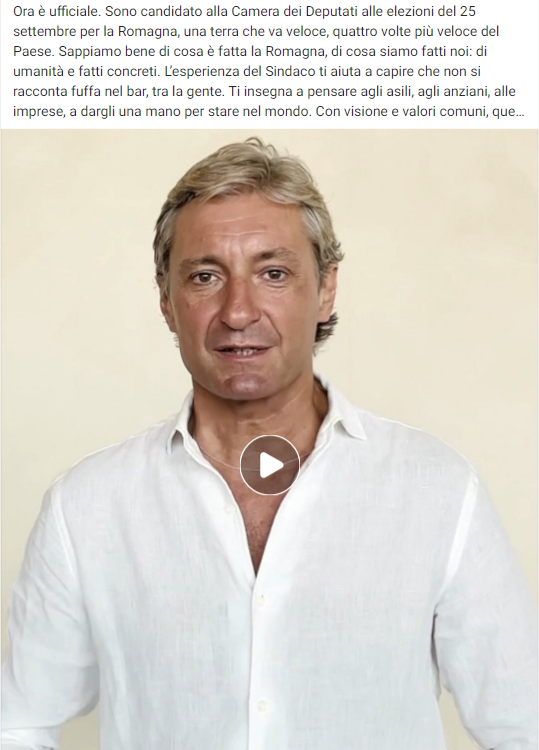 Ora è ufficiale. Sono candidato alla Camera dei Deputati alle elezioni del 25
settembre per la Romagna, una terra che va veloce, quattro volte più veloce del
Paese. Sappiamo bene di cosa è fatta la Romagna, di cosa siamo fatti noi: di
umanità e fatti concreti. L'esperienza del Sindaco ti aiuta a capire che non si
racconta fuffa nel bar, tra la gente. Ti insegna a pensare agli asili, agli anziani, alle
imprese, a dargli una mano per stare nel mondo. Con visione e valori comuni, que...